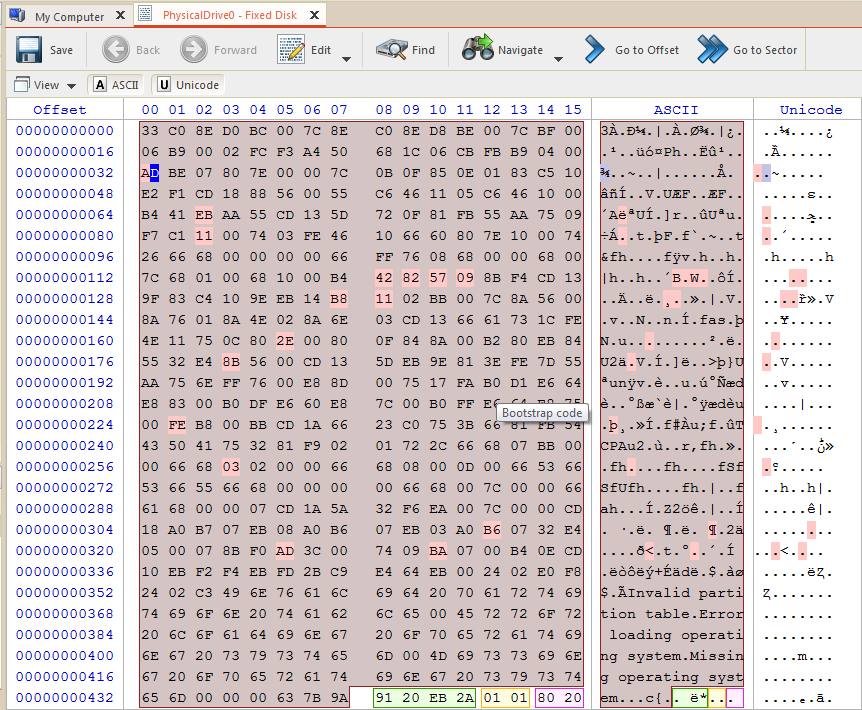 My Computer X PhysicalDrive0 - Fixed Disk X
Save Back Forward Edit Find Navigate Go to Offset Go to Sector
View A ASCII U Unicode
Offset 00 01 02 03 04 05 06 07 08 09 10 11 12 13 14 15 ASCII Unicode
00000000000 33 C0 8E D0 BC 00 7C 8E C0 8E D8 BE 00 7C BF 00 3À.Ð¼.|.À.Ø¾.|¿. ..¼....¿
00000000016 06 B9 00 02 FC F3 A4 50 68 1C 06 CB FB B9 04 00 .¹..üó¤Ph..Ëû¹..
00000000032 AD BE 07 80 7E 00 00 7C 0B 0F 85 0E 01 83 C5 10 .¾..~..|......Å. ..~.....
00000000048 E2 F1 CD 18 88 56 00 55 C6 46 11 05 C6 46 10 00 âñÍ..V.UÆF..ÆF..
00000000064 B4 41 EB AA 55 CD 13 5D 72 0F 81 FB 55 AA 75 09 ´AëªUÍ.]r..ûUªu.
00000000080 F7 C1 11 00 74 03 FE 46 10 66 60 80 7E 10 00 74 ÷Á..t.þF.f`.~..t
00000000096 26 66 68 00 00 00 00 66 FF 76 08 68 00 00 68 00 &fh....fÿv.h..h. .h.....h
00000000112 7C 68 01 00 68 10 00 B4 42 82 57 09 8B F4 CD 13 |h..h..´B.W..ôÍ.
00000000128 9F 83 C4 10 9E EB 14 B8 11 02 BB 00 7C 8A 56 00 ..Ä..ë.¸..».|.V.
00000000144 8A 76 01 8A 4E 02 8A 6E 03 CD 13 66 61 73 1C FE .v..N..n.Í.fas.þ
00000000160 4E 11 75 0C 80 2E 00 80 0F 84 8A 00 B2 80 EB 84 N.u.........².ë.
00000000176 55 32 E4 8B 56 00 CD 13 5D EB 9E 81 3E FE 7D 55 U2ä.V.Í.]ë..>þ}U ..V.....
00000000192 AA 75 6E FF 76 00 E8 8D 00 75 17 FA B0 D1 E6 64 ªunÿv.è..u.ú°Ñæd ..v.....
00000000208 E8 83 00 B0 DF E6 60 E8 7C 00 B0 FF E6 64 E8 75 è..°ßæ`è|.°ÿædèu ....|...
Bootstrap code
00000000224 00 FE B8 00 BB CD 1A 66 23 C0 75 3B 66 81 FB 54 .þ¸.»Í.f#Àu;f.ûT
00000000240 43 50 41 75 32 81 F9 02 01 72 2C 66 68 07 BB 00 CPAu2.ù..r,fh.».
00000000256 00 66 68 03 02 00 00 66 68 08 00 0D 00 66 53 66 .fh....fh....fSf
00000000272 53 66 55 66 68 00 00 00 00 66 68 00 7C 00 00 66 SfUfh....fh.|..f ..h..h|.
00000000288 61 68 00 00 07 CD 1A 5A 32 F6 EA 00 7C 00 00 CD ah...Í.Z2öê.|..Í .....ê|.
00000000304 18 A0 B7 07 EB 08 A0 B6 07 EB 03 A0 B6 07 32 E4 . ·.ë. ¶.ë. ¶.2ä
00000000320 05 00 07 8B F0 AD 3C 00 74 09 BA 07 00 B4 0E CD ....ð.<.t.º..´.Í ...<....
00000000336 10 EB F2 F4 EB FD 2B C9 E4 64 EB 00 24 02 E0 F8 .ëòôëý+Éädë.$.àø
00000000352 24 02 C3 49 6E 76 61 6C 69 64 20 70 61 72 74 69 $.ÃInvalid parti
00000000368 74 69 6F 6E 20 74 61 62 6C 65 00 45 72 72 6F 72 tion table.Error ........
00000000384 20 6C 6F 61 64 69 6E 67 20 6F 70 65 72 61 74 69 loading operati ........
00000000400 6E 67 20 73 79 73 74 65 6D 00 4D 69 73 73 69 6E ng system.Missin ....m...
00000000416 67 20 6F 70 65 72 61 74 69 6E 67 20 73 79 73 74 g operating syst ........
00000000432 65 6D 00 00 00 63 7B 9A 91 20 EB 2A 01 01 80 20 em...c{.. ë*...